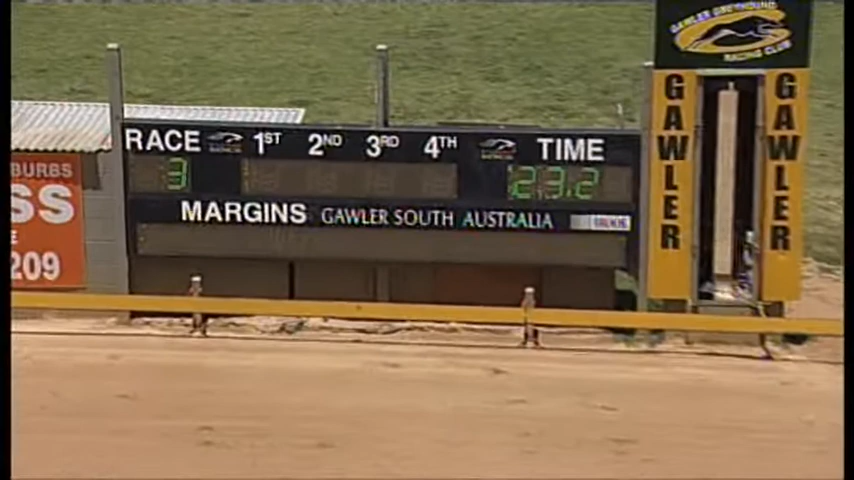 GAWLER GREYHOUND
RACING CLUB
GAWLER
GAWLER
RACE 1ST 2ND 3RD 4TH TIME
3 23.2
MARGINS GAWLER SOUTH AUSTRALIA
BURBS
SS
E
209